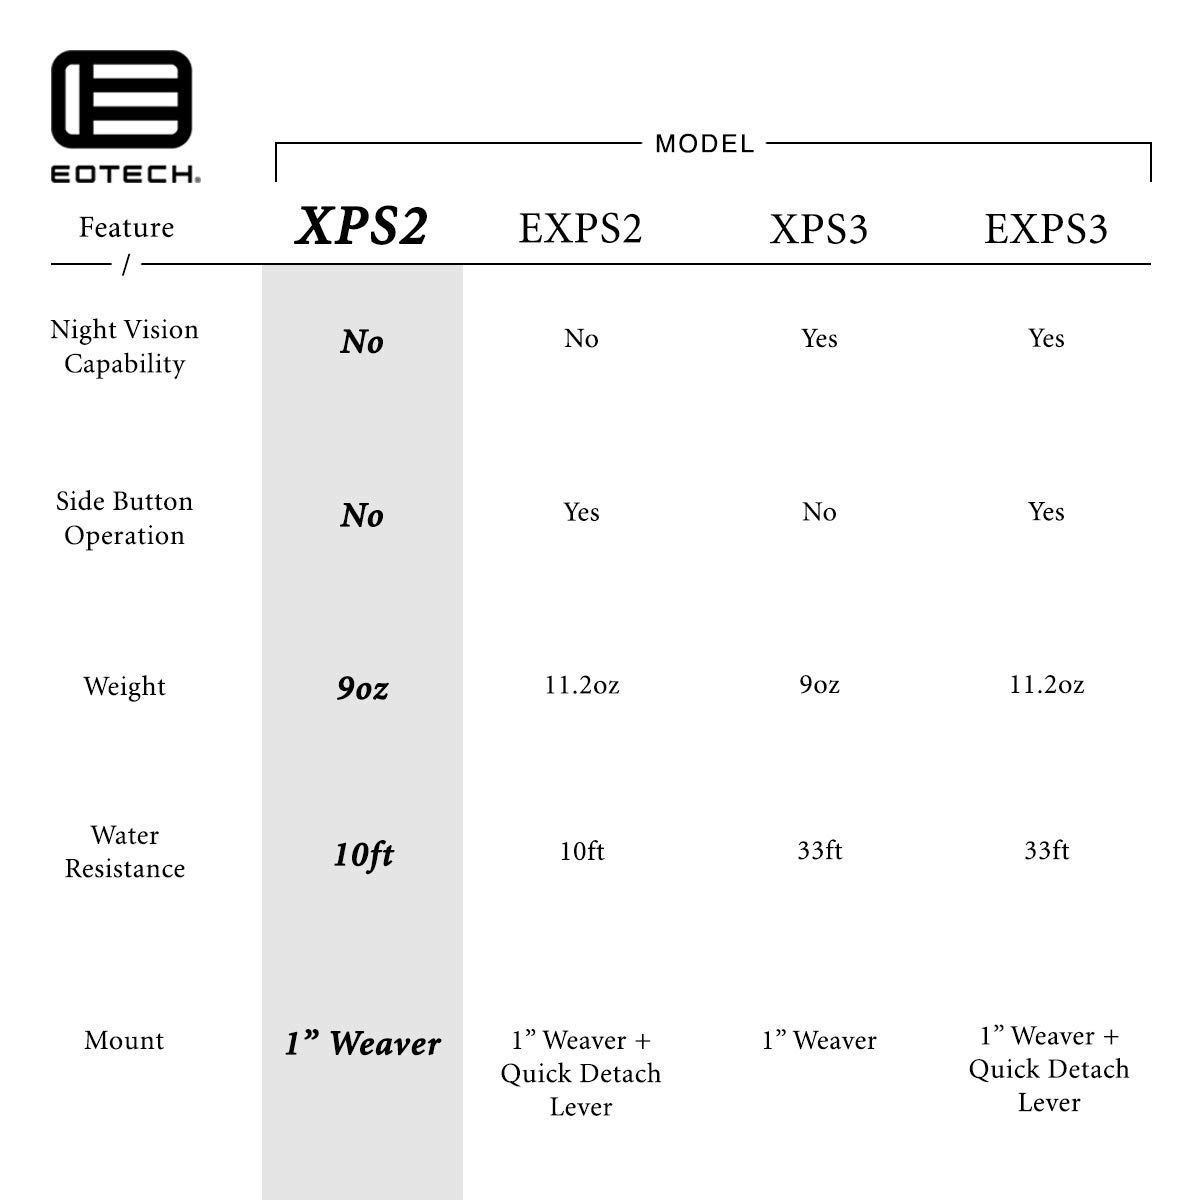 EOTECH®
MODEL
Feature XPS2 EXPS2 XPS3 EXPS3
/
Night Vision
Capability
No No Yes Yes
Side Button
Operation
No Yes No Yes
Weight 9oz 11.2oz 9oz 11.2oz
Water
Resistance
10ft 10ft 33ft 33ft
Mount
1” Weaver
1” Weaver +
Quick Detach
Lever
1” Weaver
1” Weaver +
Quick Detach
Lever